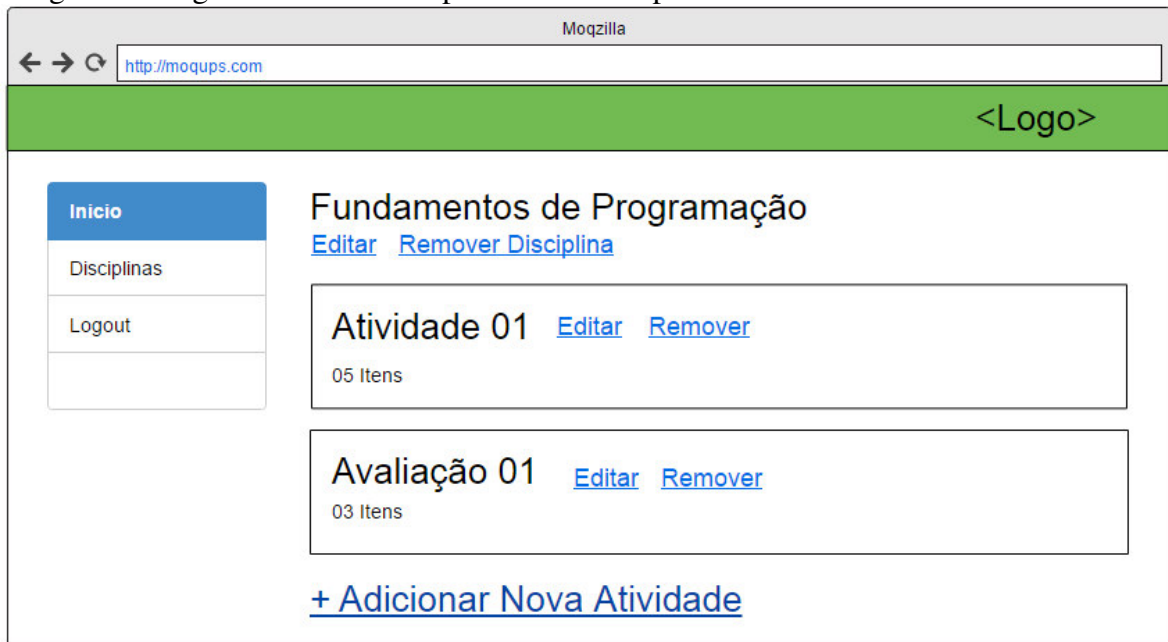 Moqzilla
http://moqups.com
<Logo>
Inicio
Disciplinas
Logout
Fundamentos de Programação
Editar Remover Disciplina
Atividade 01 Editar Remover
05 Itens
Avaliação 01 Editar Remover
03 Itens
+ Adicionar Nova Atividade